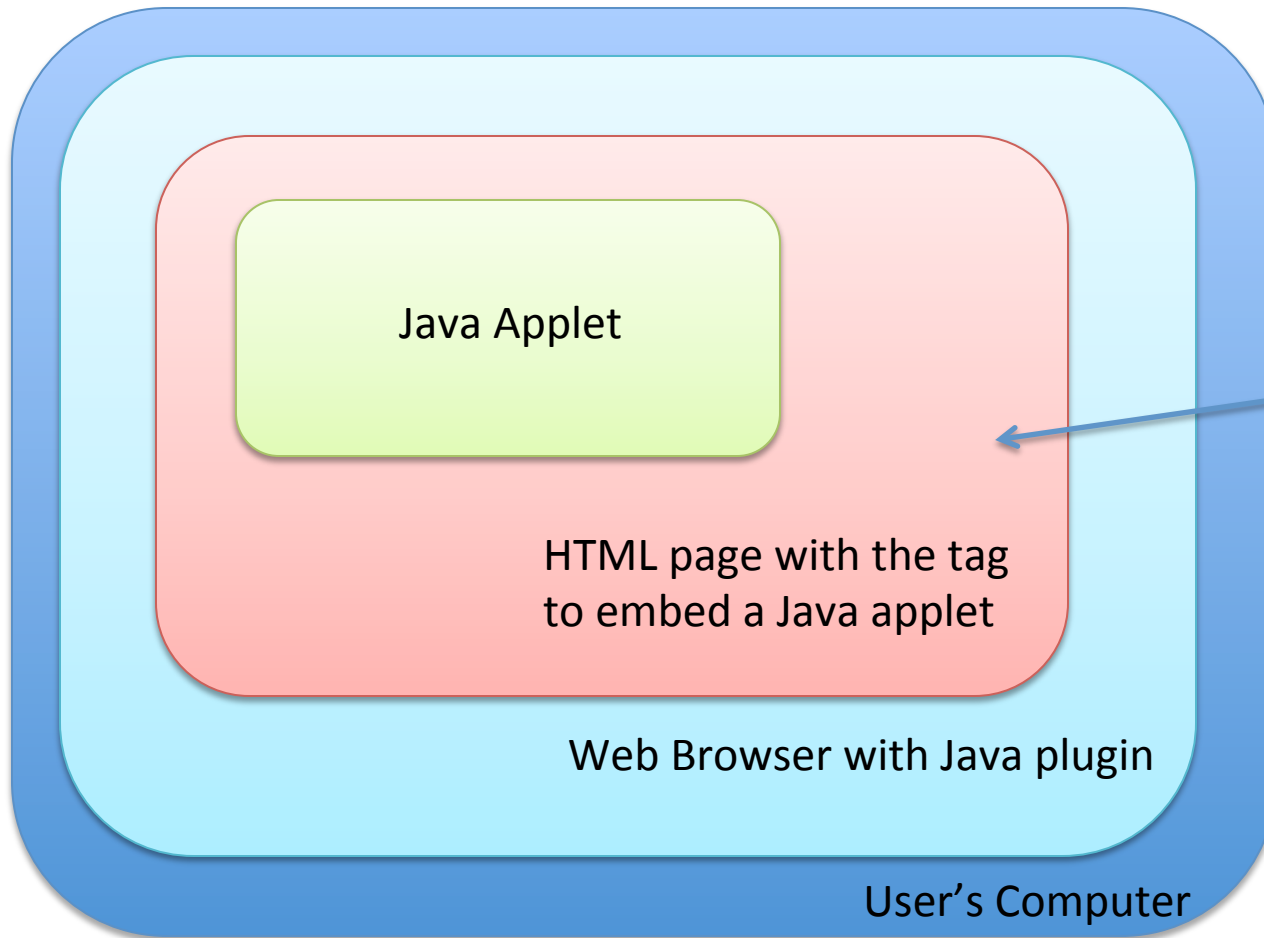 Java Applet
HTML page with the tag
to embed a Java applet
Web Browser with Java plugin
User’s Computer